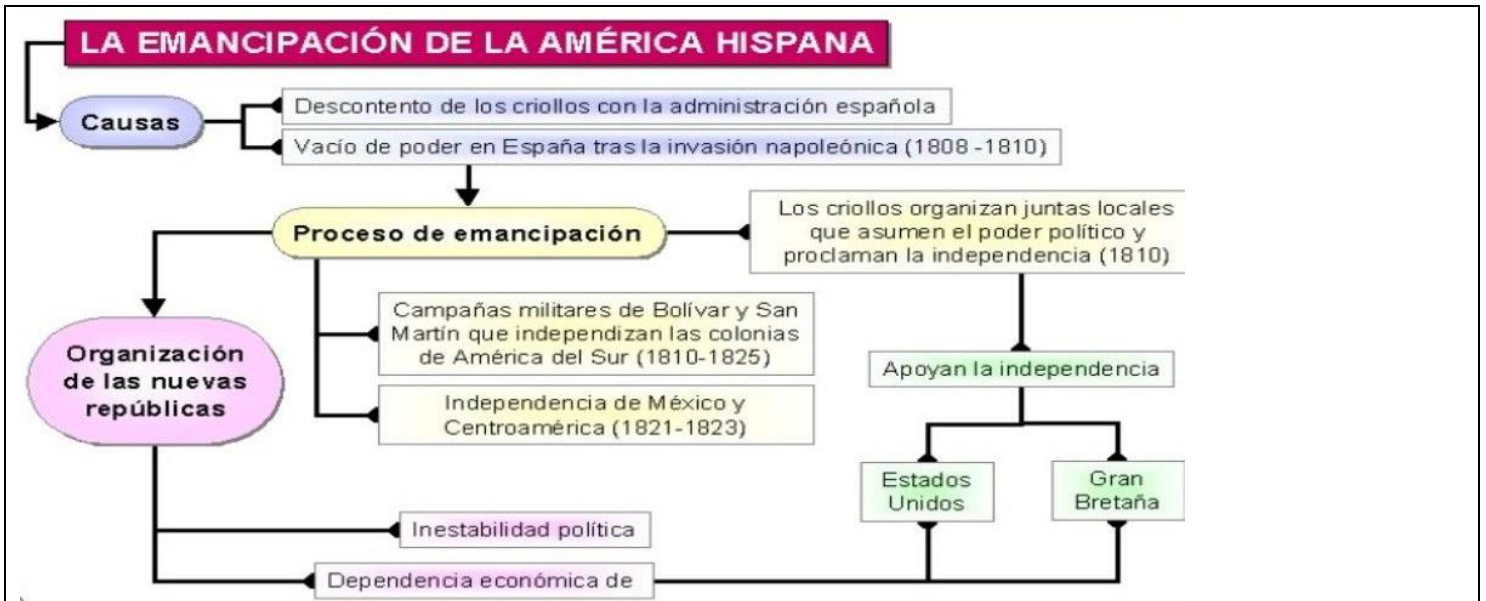 LA EMANCIPACIÓN DE LA AMÉRICA HISPANA
Causas
Descontento de los criollos con la administración española
Vacío de poder en España tras la invasión napoleónica (1808 -1810)
Proceso de emancipación
Los criollos organizan juntas locales
que asumen el poder político y
proclaman la independencia (1810)
Campañas militares de Bolívar y San
Martín que independizan las colonias
de América del Sur (1810-1825)
Independencia de México y
Centroamérica (1821-1823)
Apoyan la independencia
Estados
Unidos
Gran
Bretaña
Organización
de las nuevas
repúblicas
Inestabilidad política
Dependencia económica de